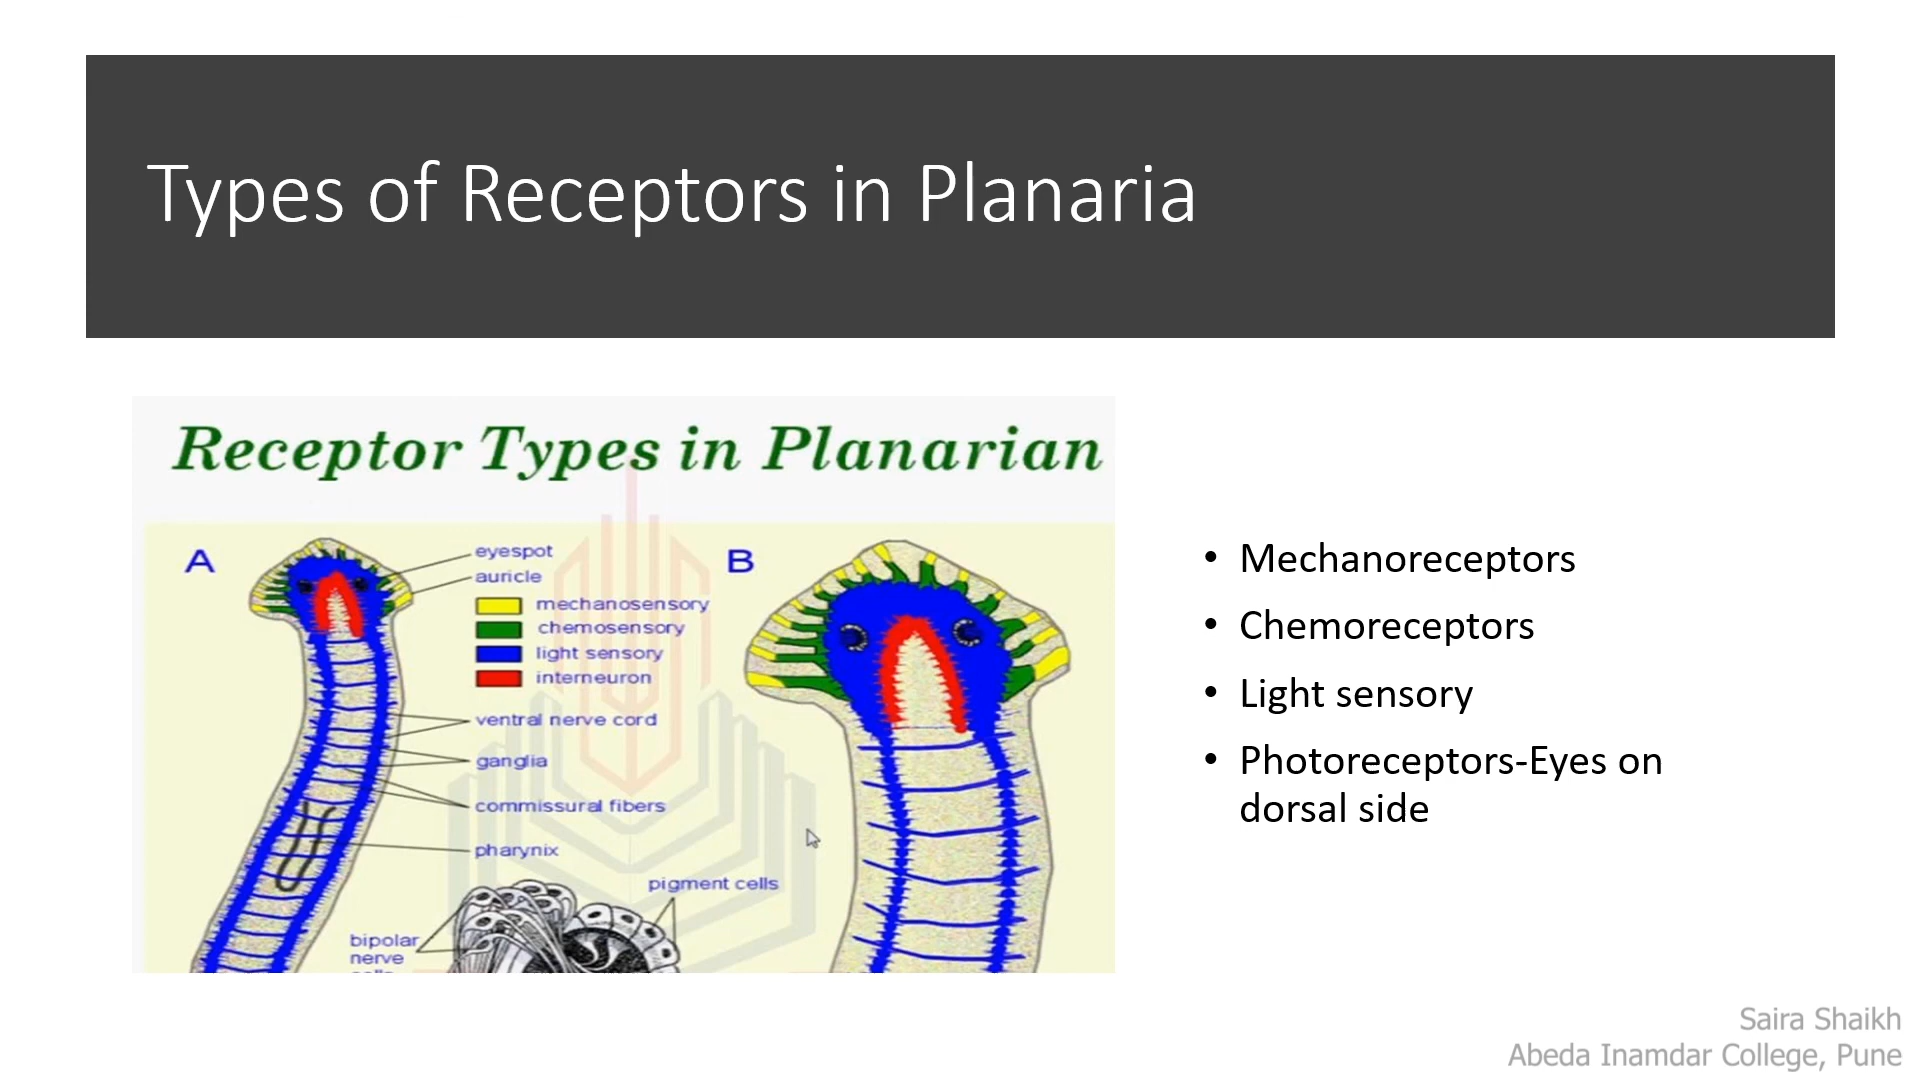 Types of Receptors in Planaria
Receptor Types in Planarian
A
eyespot
auricle
mechanosensory
chemosensory
light sensory
interneuron
ventral nerve cord
ganglia
commissural fibers
pharynix
pigment cells
bipolar
nerve
B
• Mechanoreceptors
• Chemoreceptors
• Light sensory
• Photoreceptors-Eyes on
dorsal side
Saira Shaikh
Abeda Inamdar College, Pune